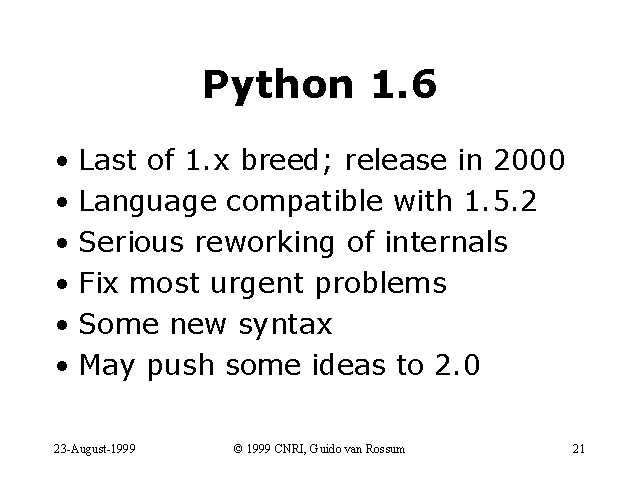 Python 1.6
• Last of 1.x breed; release in 2000
• Language compatible with 1.5.2
• Serious reworking of internals
• Fix most urgent problems
• Some new syntax
• May push some ideas to 2.0
23-August-1999 © 1999 CNRI, Guido van Rossum 21